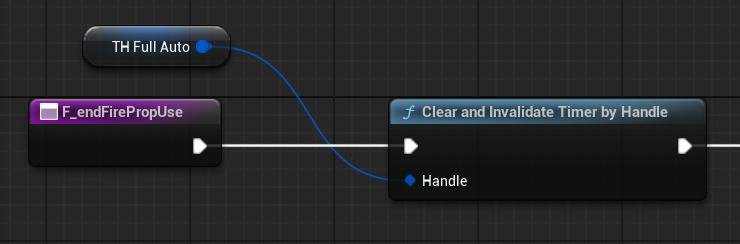 TH Full Auto
F_endFirePropUse
f Clear and Invalidate Timer by Handle
Handle